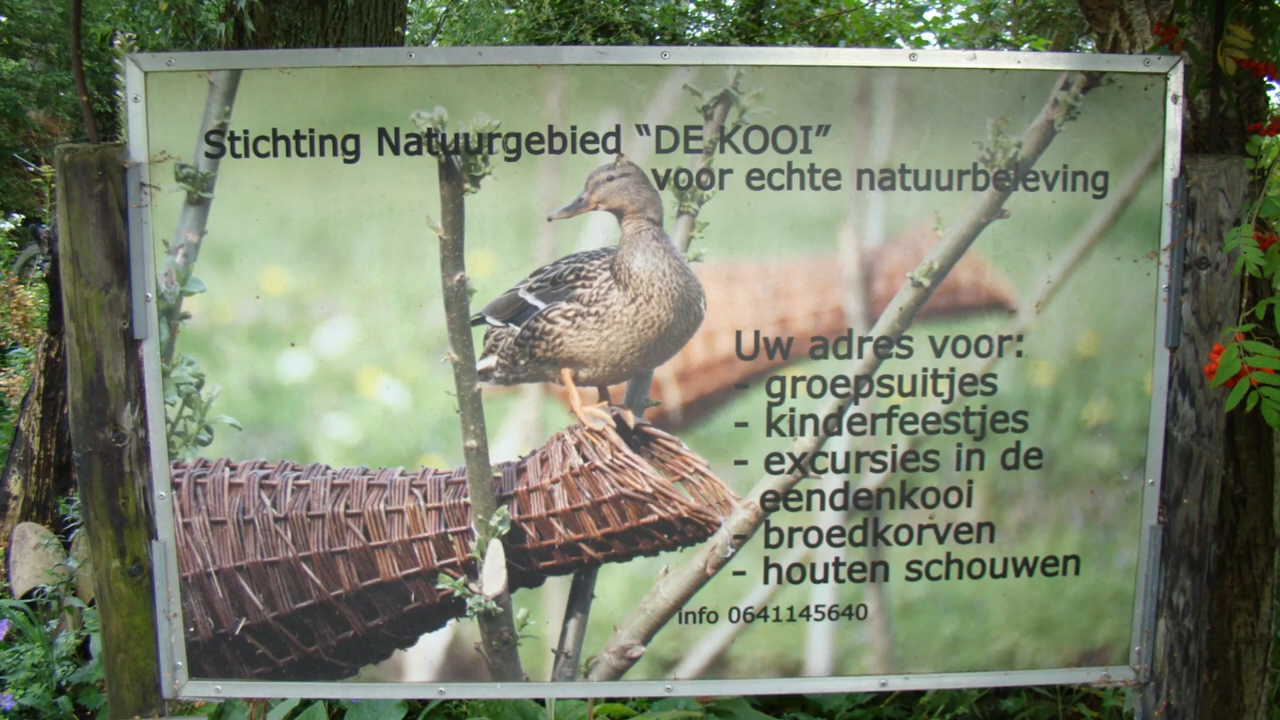 Stichting Natuurgebied “DE KOOI”
voor echte natuurbeleving
Uw adres voor:
- groepsuitjes
- kinderfeestjes
- excursies in de
eendenkooi
- broedkorven
- houten schouwen
info 0641145640